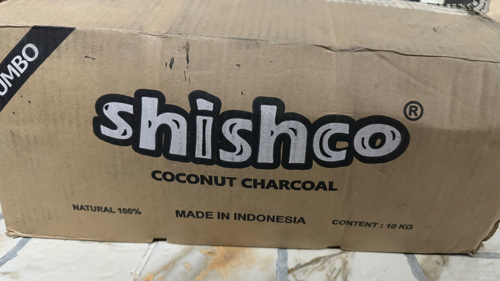 UMBO
shishco®
COCONUT CHARCOAL
NATURAL 100%
MADE IN INDONESIA
CONTENT : 10 KG